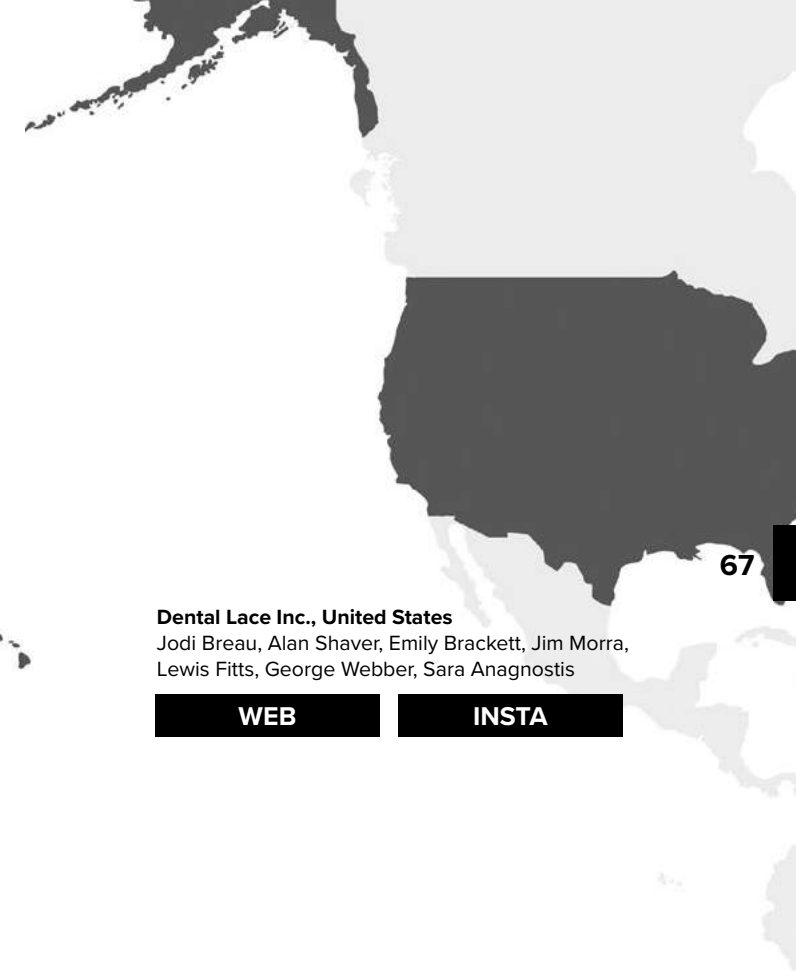 67
Dental Lace Inc., United States
Jodi Breau, Alan Shaver, Emily Brackett, Jim Morra,
Lewis Fitts, George Webber, Sara Anagnostis
WEB INSTA